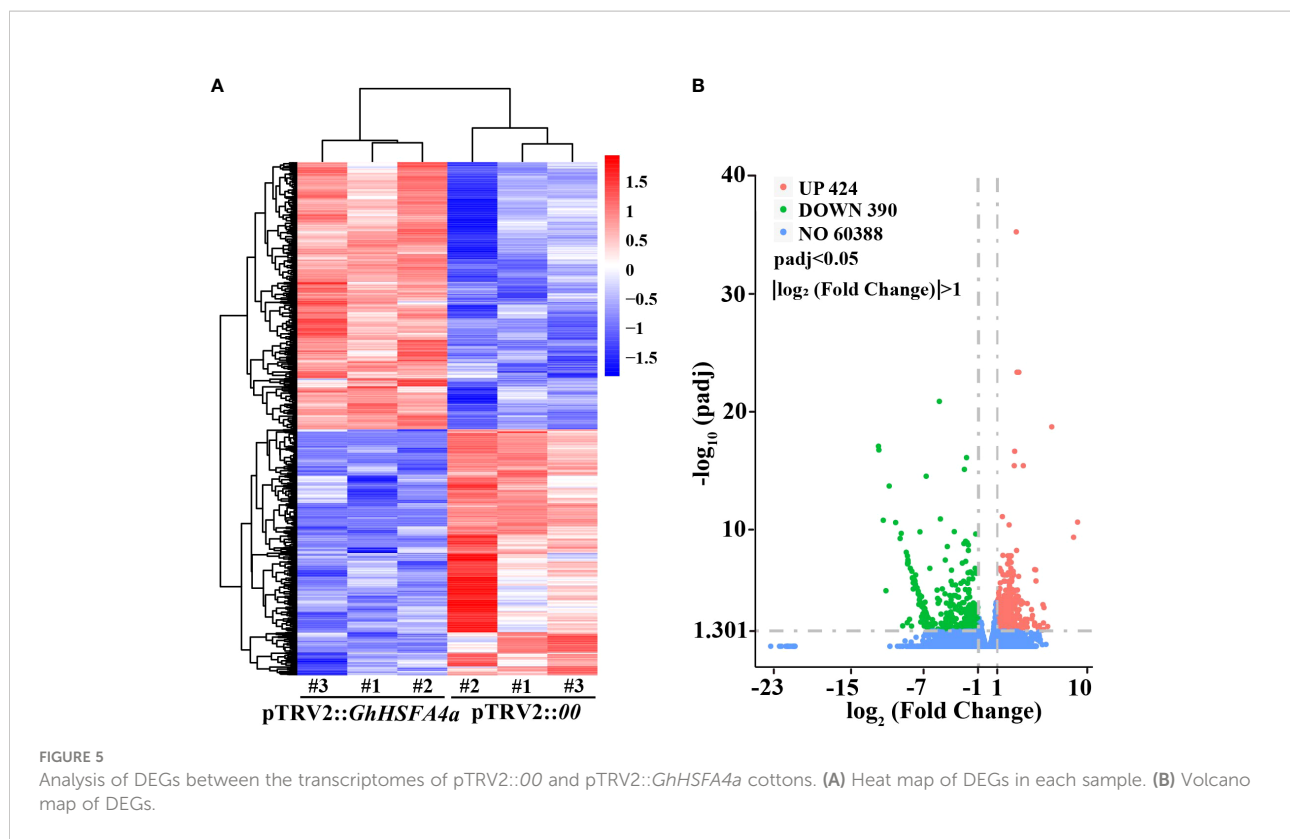 A
1.5
1
0.5
0
−0.5
−1
−1.5
#3 #1 #2 #2 #1 #3
pTRV2::GhHSFA4a pTRV2::00
B
40
30
20
10
1.301
-log₁₀ (padj)
UP 424
DOWN 390
NO 60388
padj<0.05
|log₂ (Fold Change)|>1
-23 -15 -7 -1 1 10
log₂ (Fold Change)
FIGURE 5
Analysis of DEGs between the transcriptomes of pTRV2::00 and pTRV2::GhHSFA4a cottons. (A) Heat map of DEGs in each sample. (B) Volcano
map of DEGs.